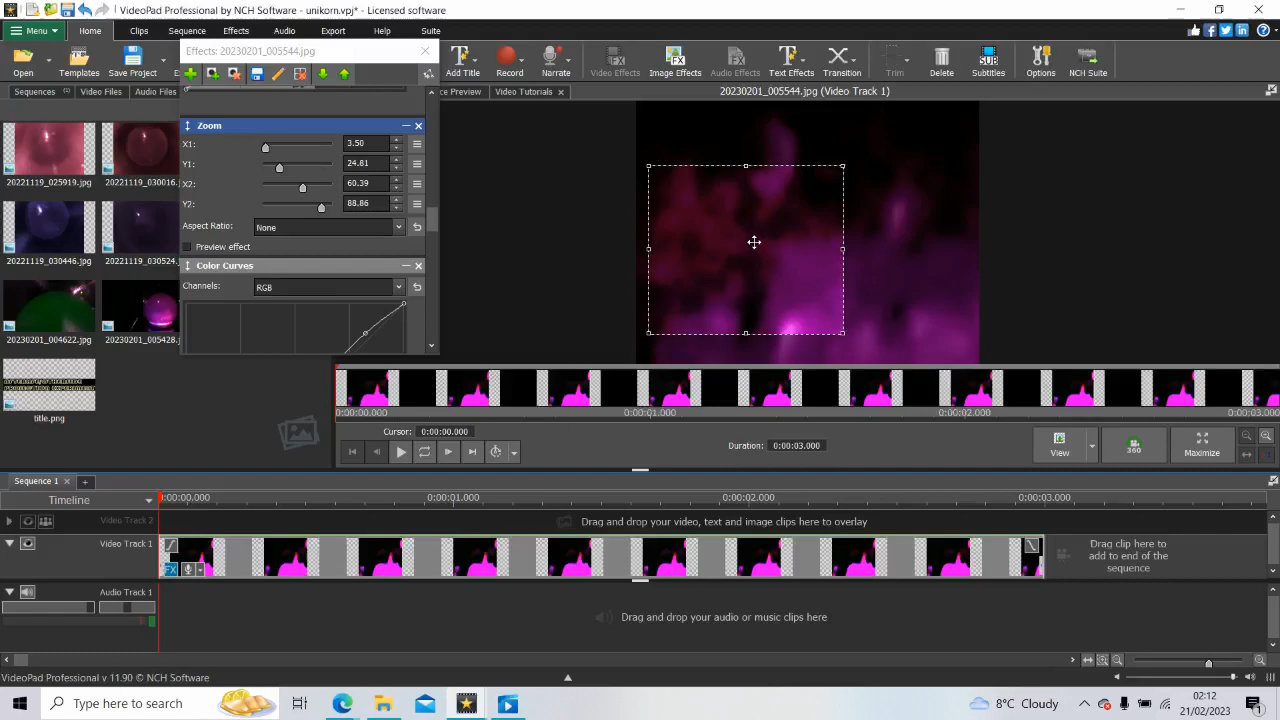 VideoPad Professional by NCH Software - unikorn.vpj* - Licensed software
Menu Home Clips Sequence Effects Audio Export Help Suite
Effects: 20230201_005544.jpg
Open Templates Save Project Add Title Record Narrate Video Effects Image Effects Audio Effects Text Effects Transition Trim Delete Subtitles Options NCH Suite
Sequences (1) Video Files Audio Files
ce Preview Video Tutorials
20230201_005544.jpg (Video Track 1)
Zoom
X1: 3.50
Y1: 24.81
X2: 60.39
Y2: 88.86
Aspect Ratio: None
Preview effect
Color Curves
Channels: RGB
20221119_025919.jpg 20221119_030016.jpg
20221119_030446.jpg 20221119_030218.jpg
20230201_004622.jpg 20230201_005428.jpg
title.png
0:00:00.000 0:00:01.000 0:00:02.000 0:00:03.000
Cursor: 0:00:00.000
Duration: 0:00:03.000
View 360 Maximize
Sequence 1
Timeline 0:00:00.000 0:00:01.000 0:00:02.000 0:00:03.000
Video Track 2
Drag and drop your video, text and image clips here to overlay
Video Track 1
FX
Drag clip here to
add to end of the
sequence
Audio Track 1
Drag and drop your audio or music clips here
VideoPad Professional v 11.90 © NCH Software
Type here to search
8°C Cloudy
02:12
21/02/2023